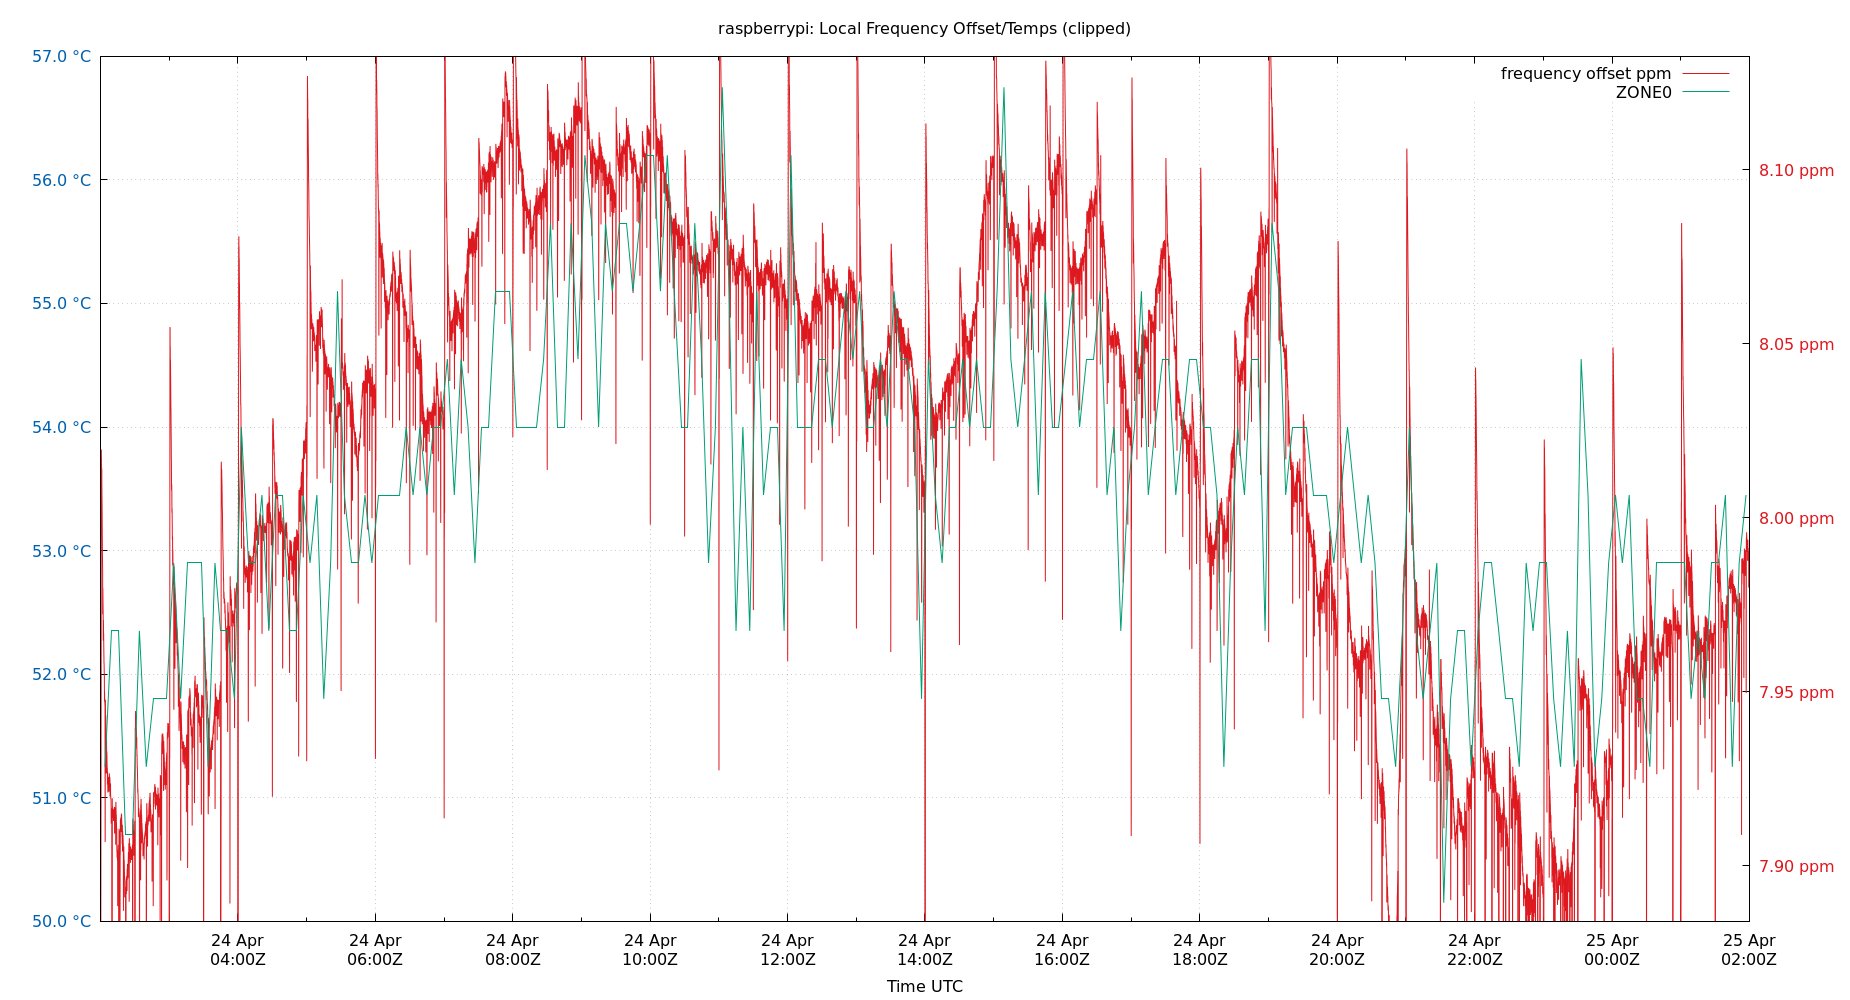 raspberrypi: Local Frequency Offset/Temps (clipped)
57.0 °C
56.0 °C
55.0 °C
54.0 °C
53.0 °C
52.0 °C
51.0 °C
50.0 °C
frequency offset ppm
ZONE0
8.10 ppm
8.05 ppm
8.00 ppm
7.95 ppm
7.90 ppm
24 Apr 24 Apr 24 Apr 24 Apr 24 Apr 24 Apr 24 Apr 24 Apr 24 Apr 24 Apr 25 Apr 25 Apr
04:00Z 06:00Z 08:00Z 10:00Z 12:00Z 14:00Z 16:00Z 18:00Z 20:00Z 22:00Z 00:00Z 02:00Z
Time UTC